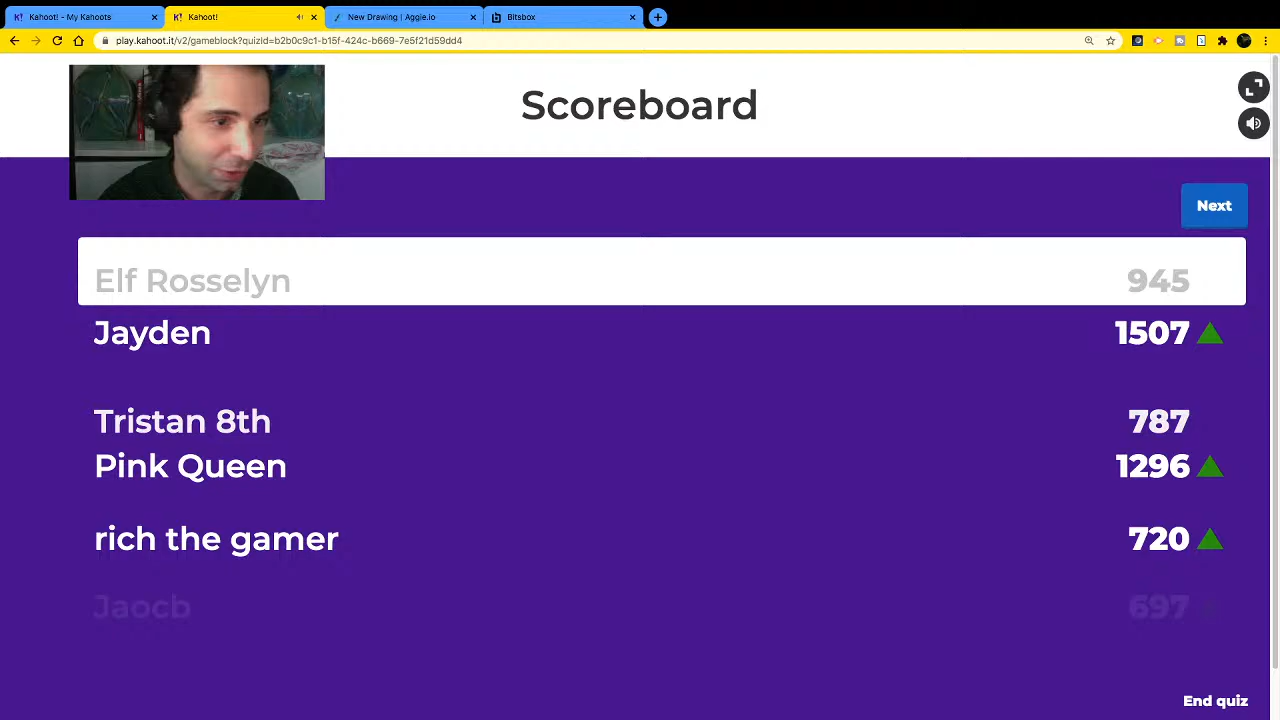 Kahoot! - My Kahoots
Kahoot!
New Drawing | Aggie.io
Bitsbox
play.kahoot.it/v2/gameblock?quizId=b2b0c9c1-b15f-424c-b669-7e5f21d59dd4
Scoreboard
Next
Elf Rosselyn 945
Jayden 1507
Tristan 8th 787
Pink Queen 1296
rich the gamer 720
Jaocb 697
End quiz